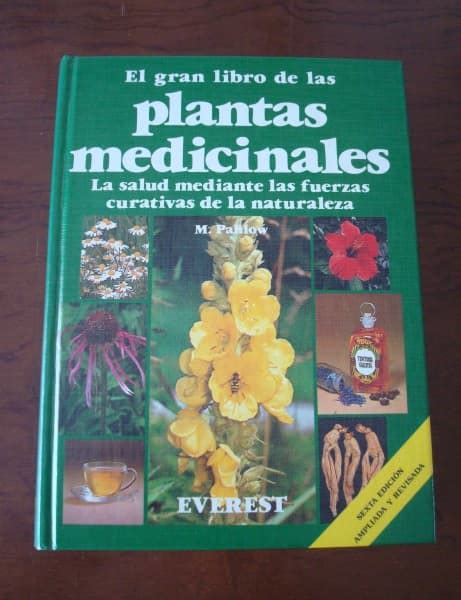 El gran libro de las
plantas
medicinales
La salud mediante las fuerzas
curativas de la naturaleza
M. Pahlow
EVEREST
SEXTA EDICIÓN
AMPLIADA Y REVISADA